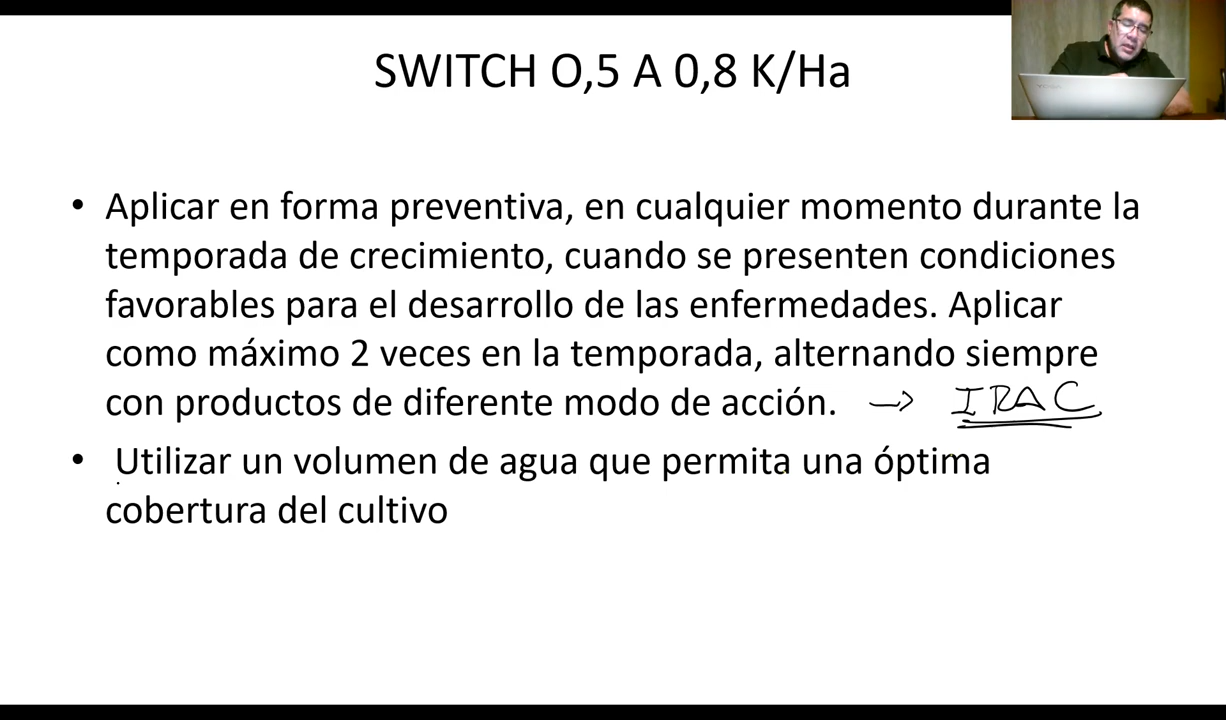 SWITCH O,5 A 0,8 K/Ha
• Aplicar en forma preventiva, en cualquier momento durante la
temporada de crecimiento, cuando se presenten condiciones
favorables para el desarrollo de las enfermedades. Aplicar
como máximo 2 veces en la temporada, alternando siempre
con productos de diferente modo de acción. → IRAC
• Utilizar un volumen de agua que permita una óptima
cobertura del cultivo